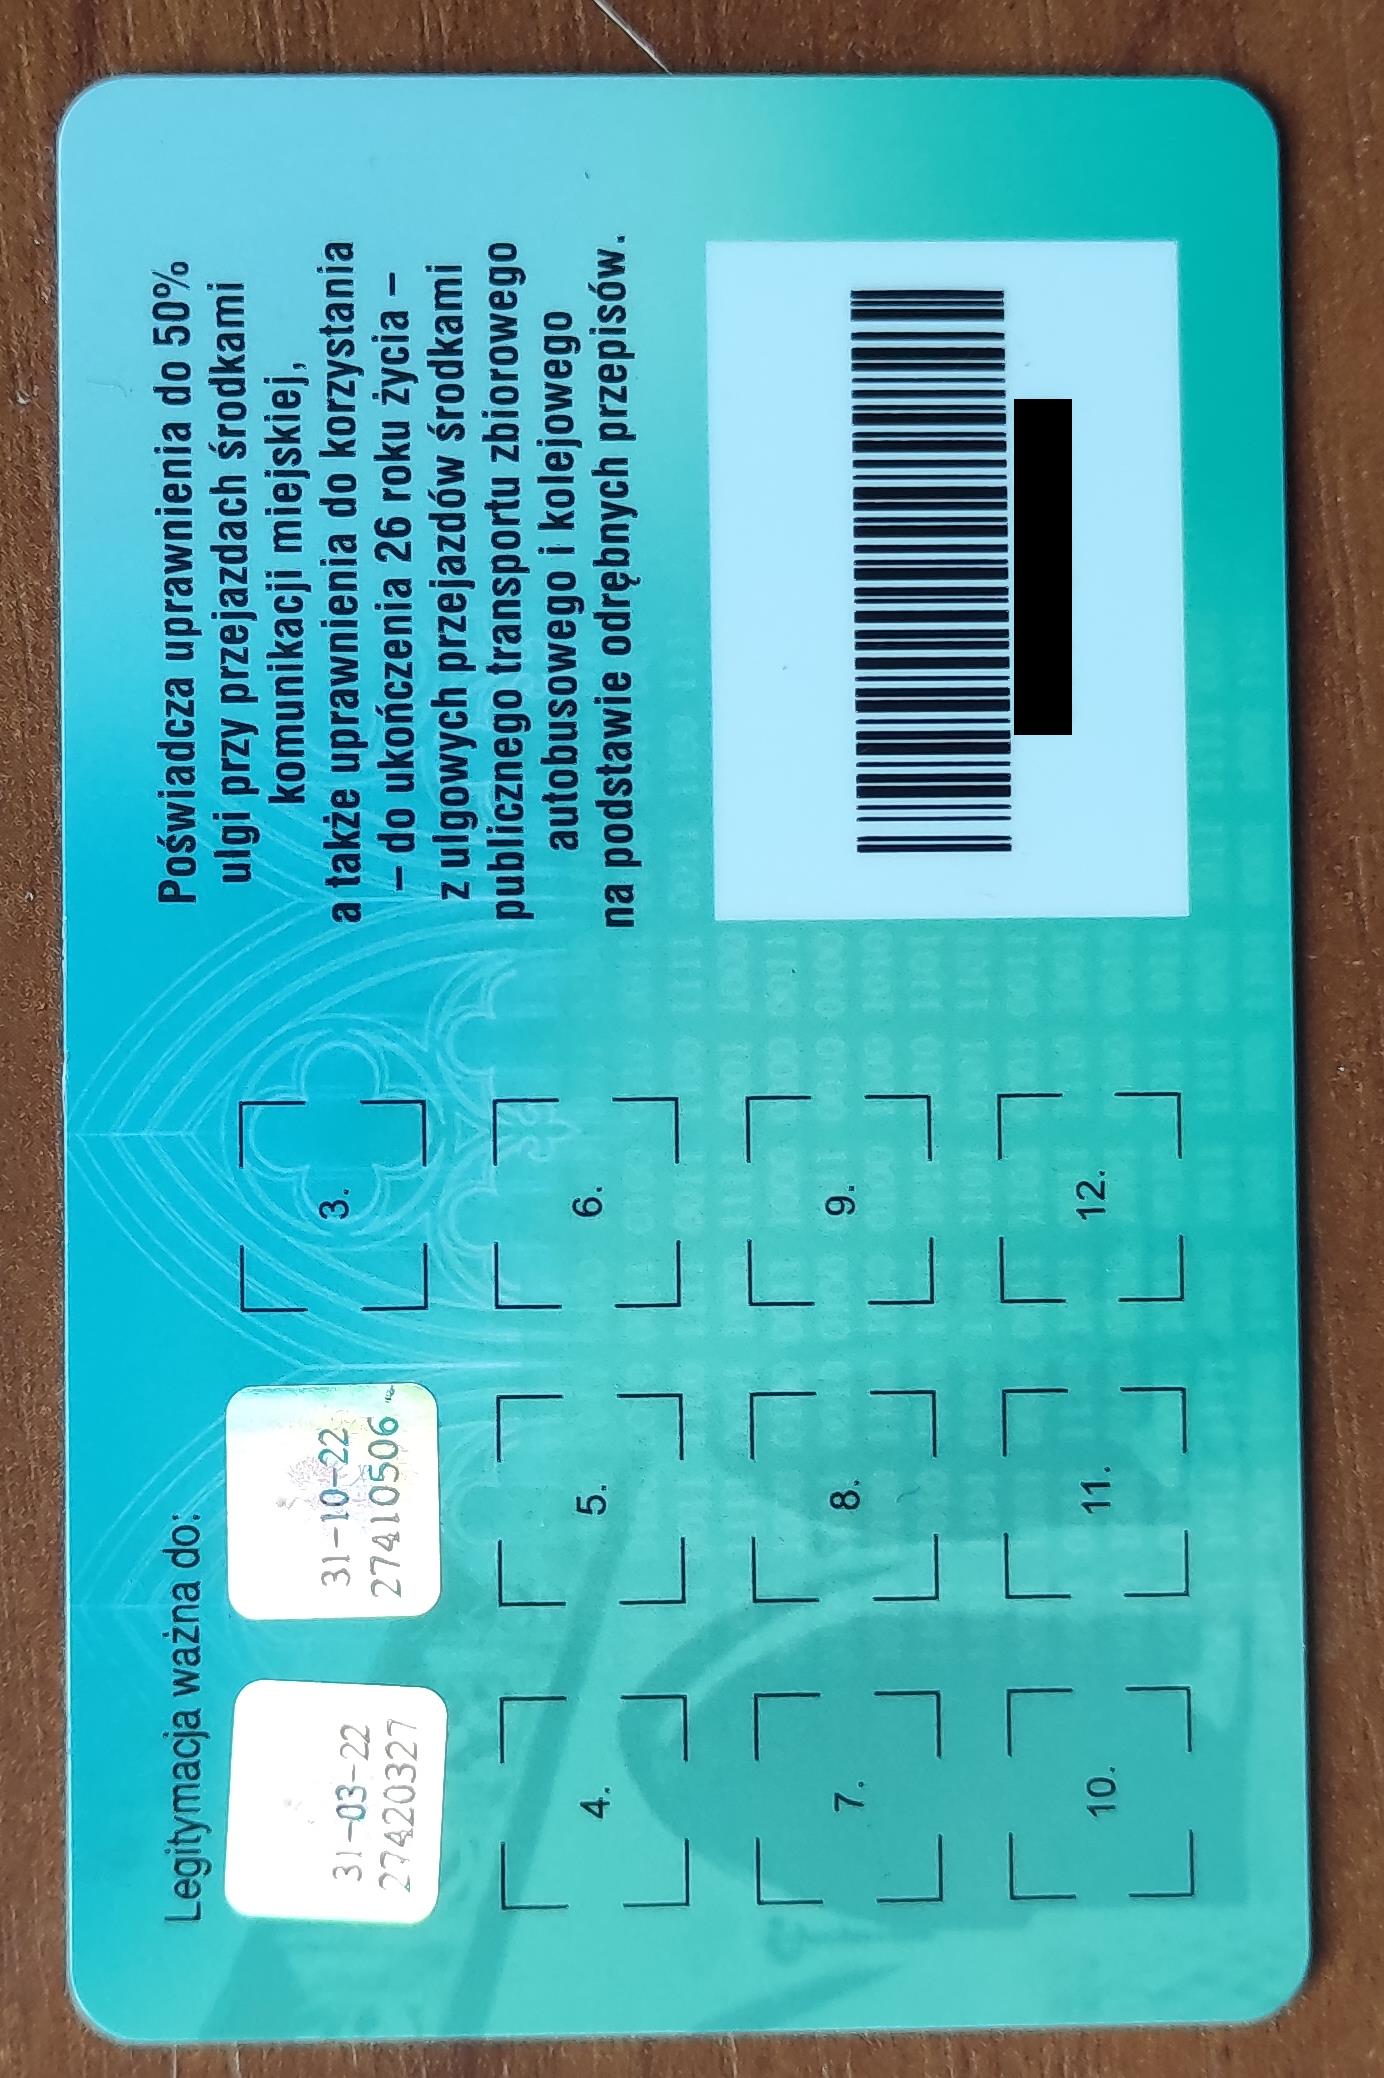 Legitymacja ważna do:
31-03-22
27420327
31-10-22
27410506
3.
4.
5.
6.
7.
8.
9.
10.
11.
12.
Poświadcza uprawnienia do 50%
ulgi przy przejazdach środkami
komunikacji miejskiej,
a także uprawnienia do korzystania
– do ukończenia 26 roku życia –
z ulgowych przejazdów środkami
publicznego transportu zbiorowego
autobusowego i kolejowego
na podstawie odrębnych przepisów.